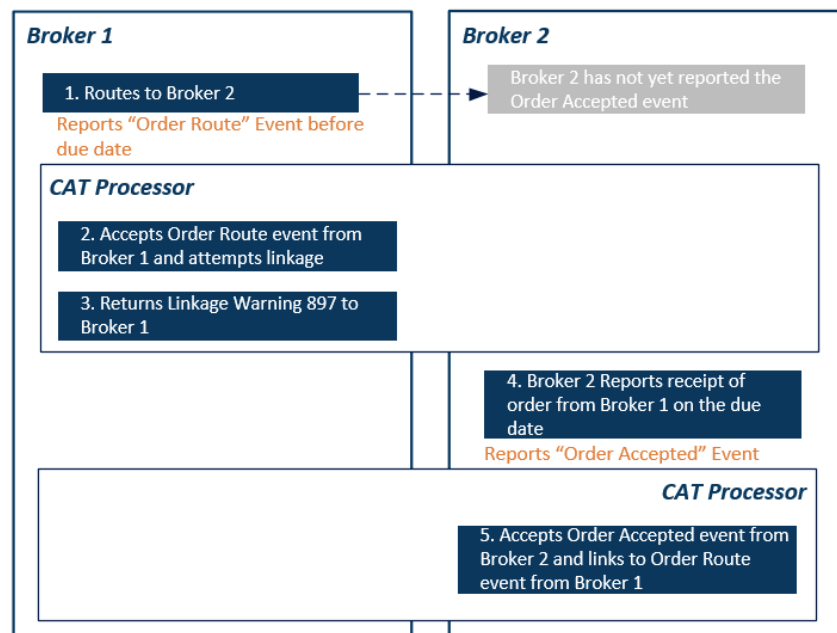 Broker 1
Broker 2
1. Routes to Broker 2
Broker 2 has not yet reported the
Order Accepted event
Reports “Order Route” Event before
due date
CAT Processor
2. Accepts Order Route event from
Broker 1 and attempts linkage
3. Returns Linkage Warning 897 to
Broker 1
4. Broker 2 Reports receipt of
order from Broker 1 on the due
date
Reports “Order Accepted” Event
CAT Processor
5. Accepts Order Accepted event from
Broker 2 and links to Order Route
event from Broker 1